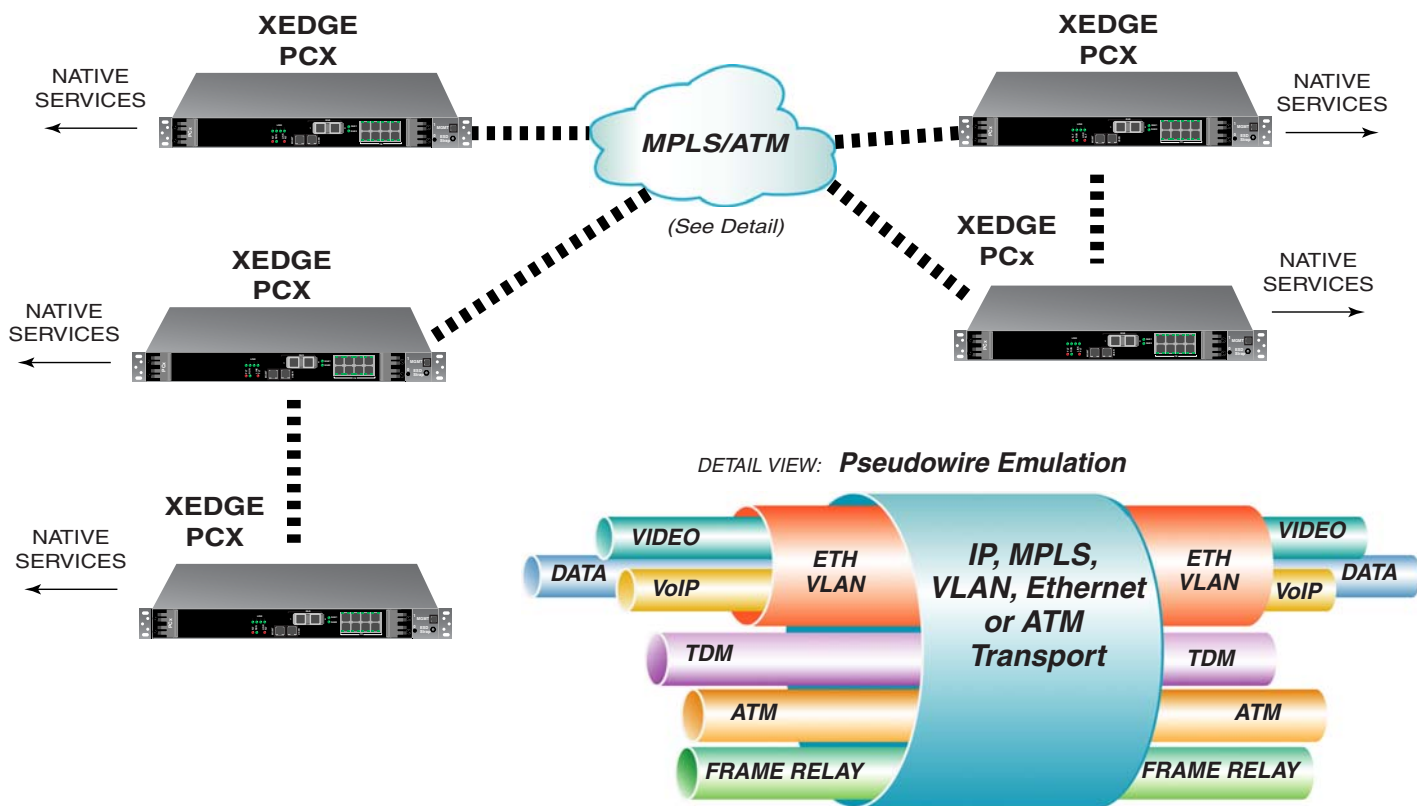 XEDGE
PCX
NATIVE
SERVICES
MPLS/ATM
(See Detail)
XEDGE
PCX
NATIVE
SERVICES
XEDGE
PCx
NATIVE
SERVICES
XEDGE
PCX
NATIVE
SERVICES
XEDGE
PCX
NATIVE
SERVICES
DETAIL VIEW: Pseudowire Emulation
VIDEO
DATA
VoIP
ETH
VLAN
TDM
ATM
FRAME RELAY
IP, MPLS,
VLAN, Ethernet
or ATM
Transport
ETH
VLAN
VIDEO
DATA
VoIP
TDM
ATM
FRAME RELAY